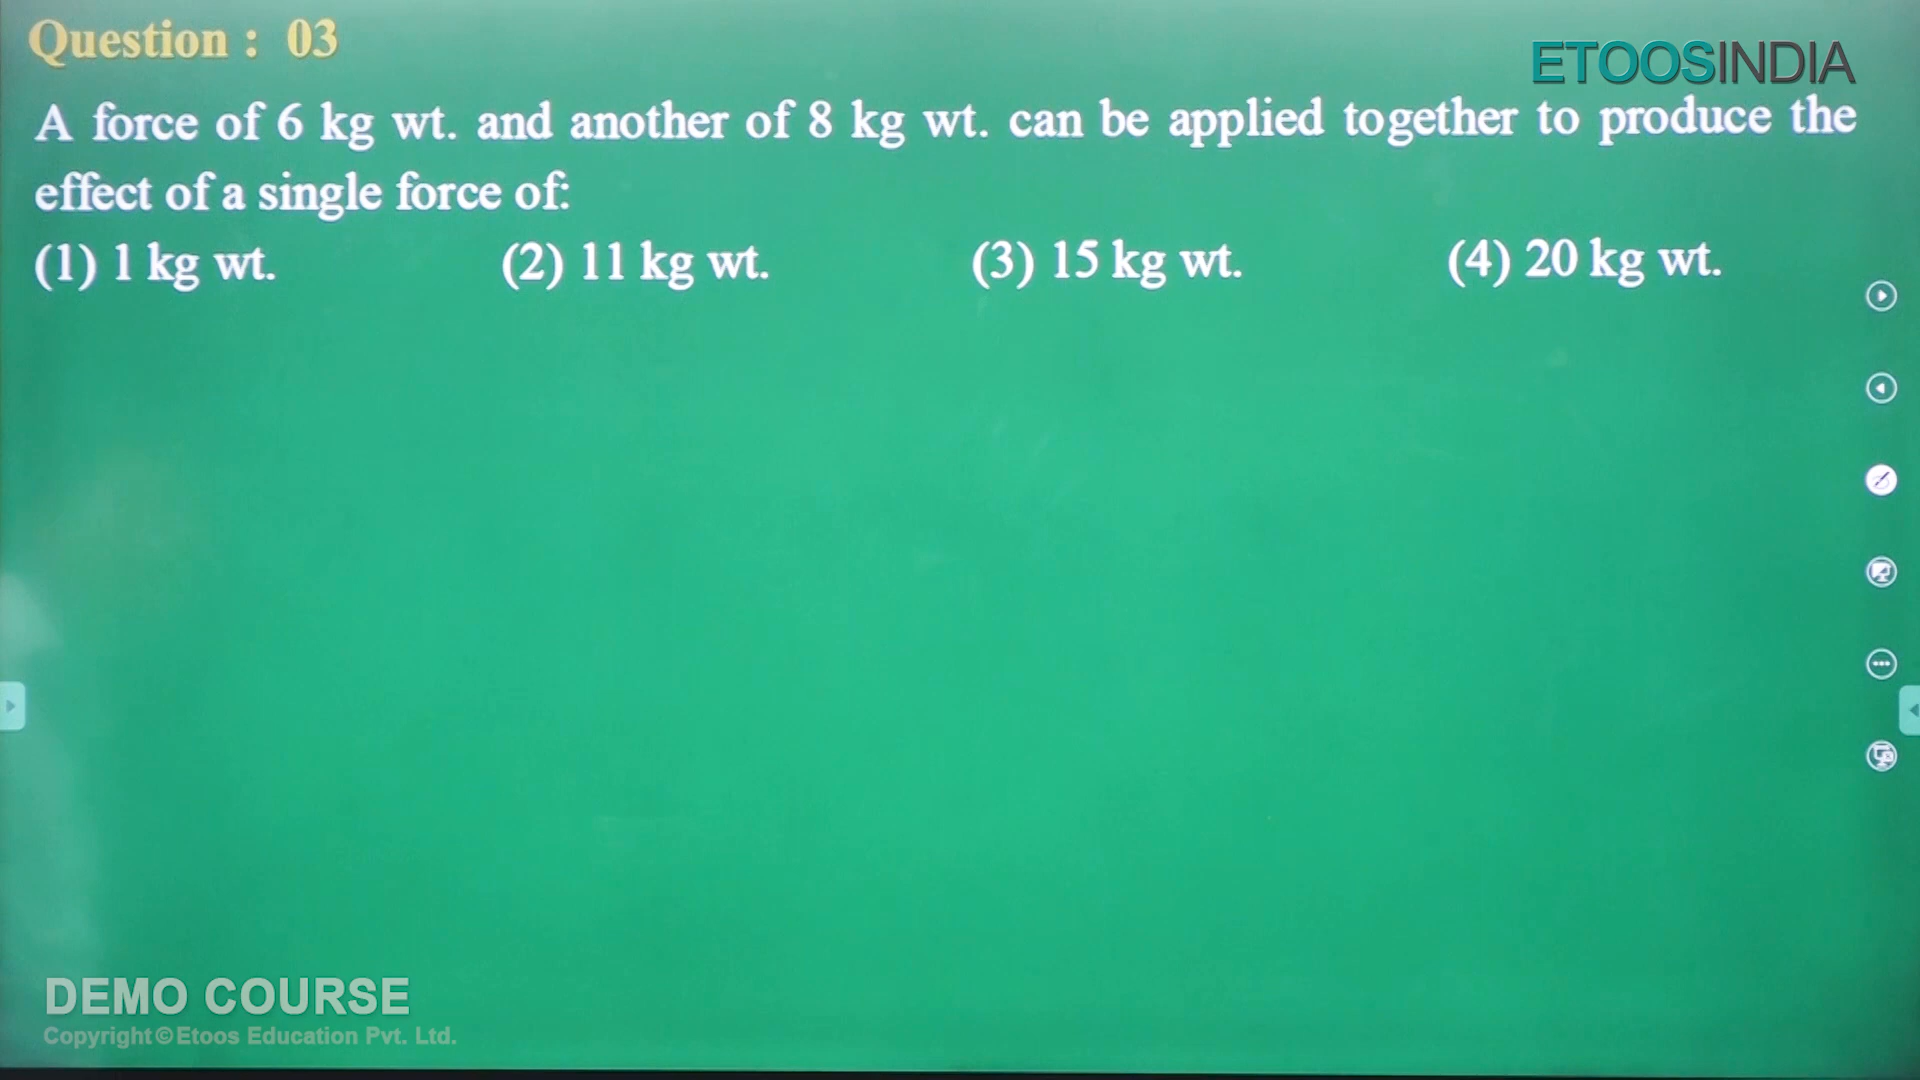 Question : 03
ETOOSINDIA
A force of 6 kg wt. and another of 8 kg wt. can be applied together to produce the
effect of a single force of:
(1) 1 kg wt. (2) 11 kg wt. (3) 15 kg wt. (4) 20 kg wt.
DEMO COURSE
Copyright © Etoos Education Pvt. Ltd.